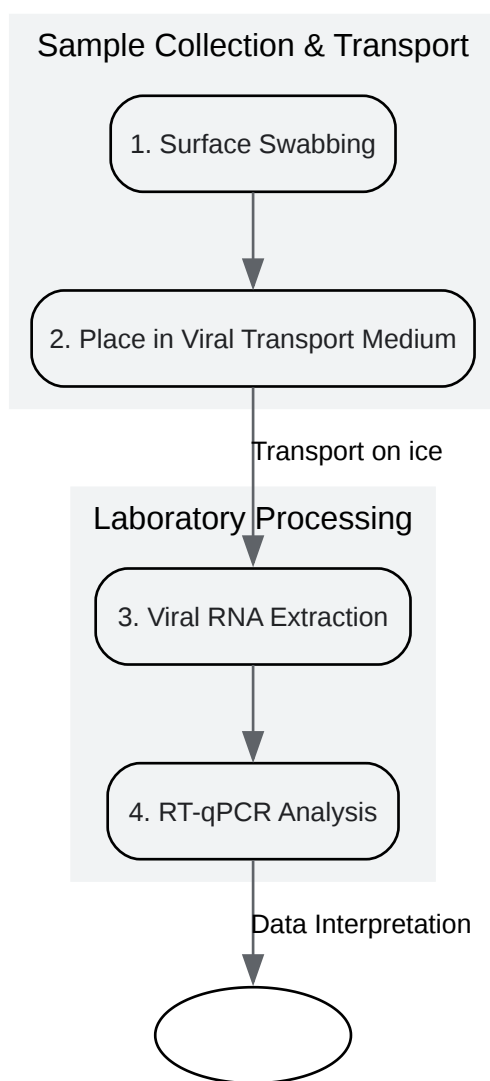 Sample Collection & Transport
1. Surface Swabbing
2. Place in Viral Transport Medium
Transport on ice
Laboratory Processing
3. Viral RNA Extraction
4. RT-qPCR Analysis
Data Interpretation